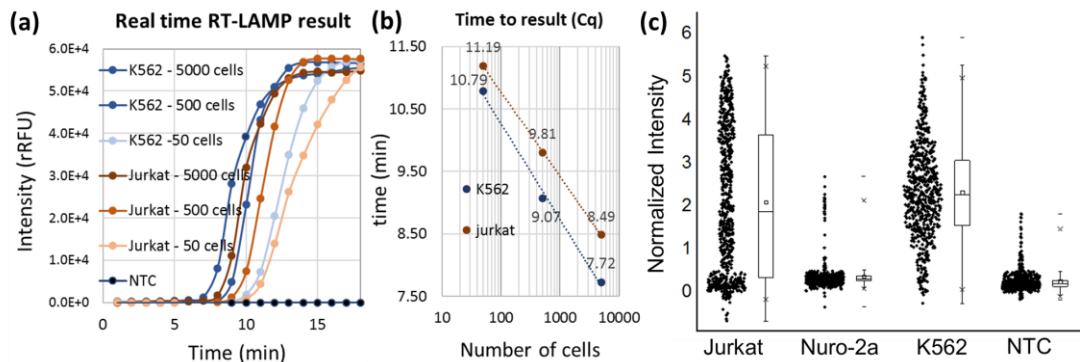 (a)
Real time RT-LAMP result
6.0E+4
5.0E+4
4.0E+4
3.0E+4
2.0E+4
1.0E+4
0.0E+0
Intensity (rRFU)
K562 - 5000 cells
K562 - 500 cells
K562 -50 cells
Jurkat - 5000 cells
Jurkat - 500 cells
Jurkat - 50 cells
NTC
0
5
10
15
Time (min)
(b)
Time to result (Cq)
11.50
10.50
9.50
8.50
7.50
time (min)
11.19
10.79
9.81
9.07
8.49
7.72
K562
jurkat
10
100
1000
10000
Number of cells
(c)
6
5
4
3
2
1
0
Normalized Intensity
Jurkat
Nuro-2a
K562
NTC